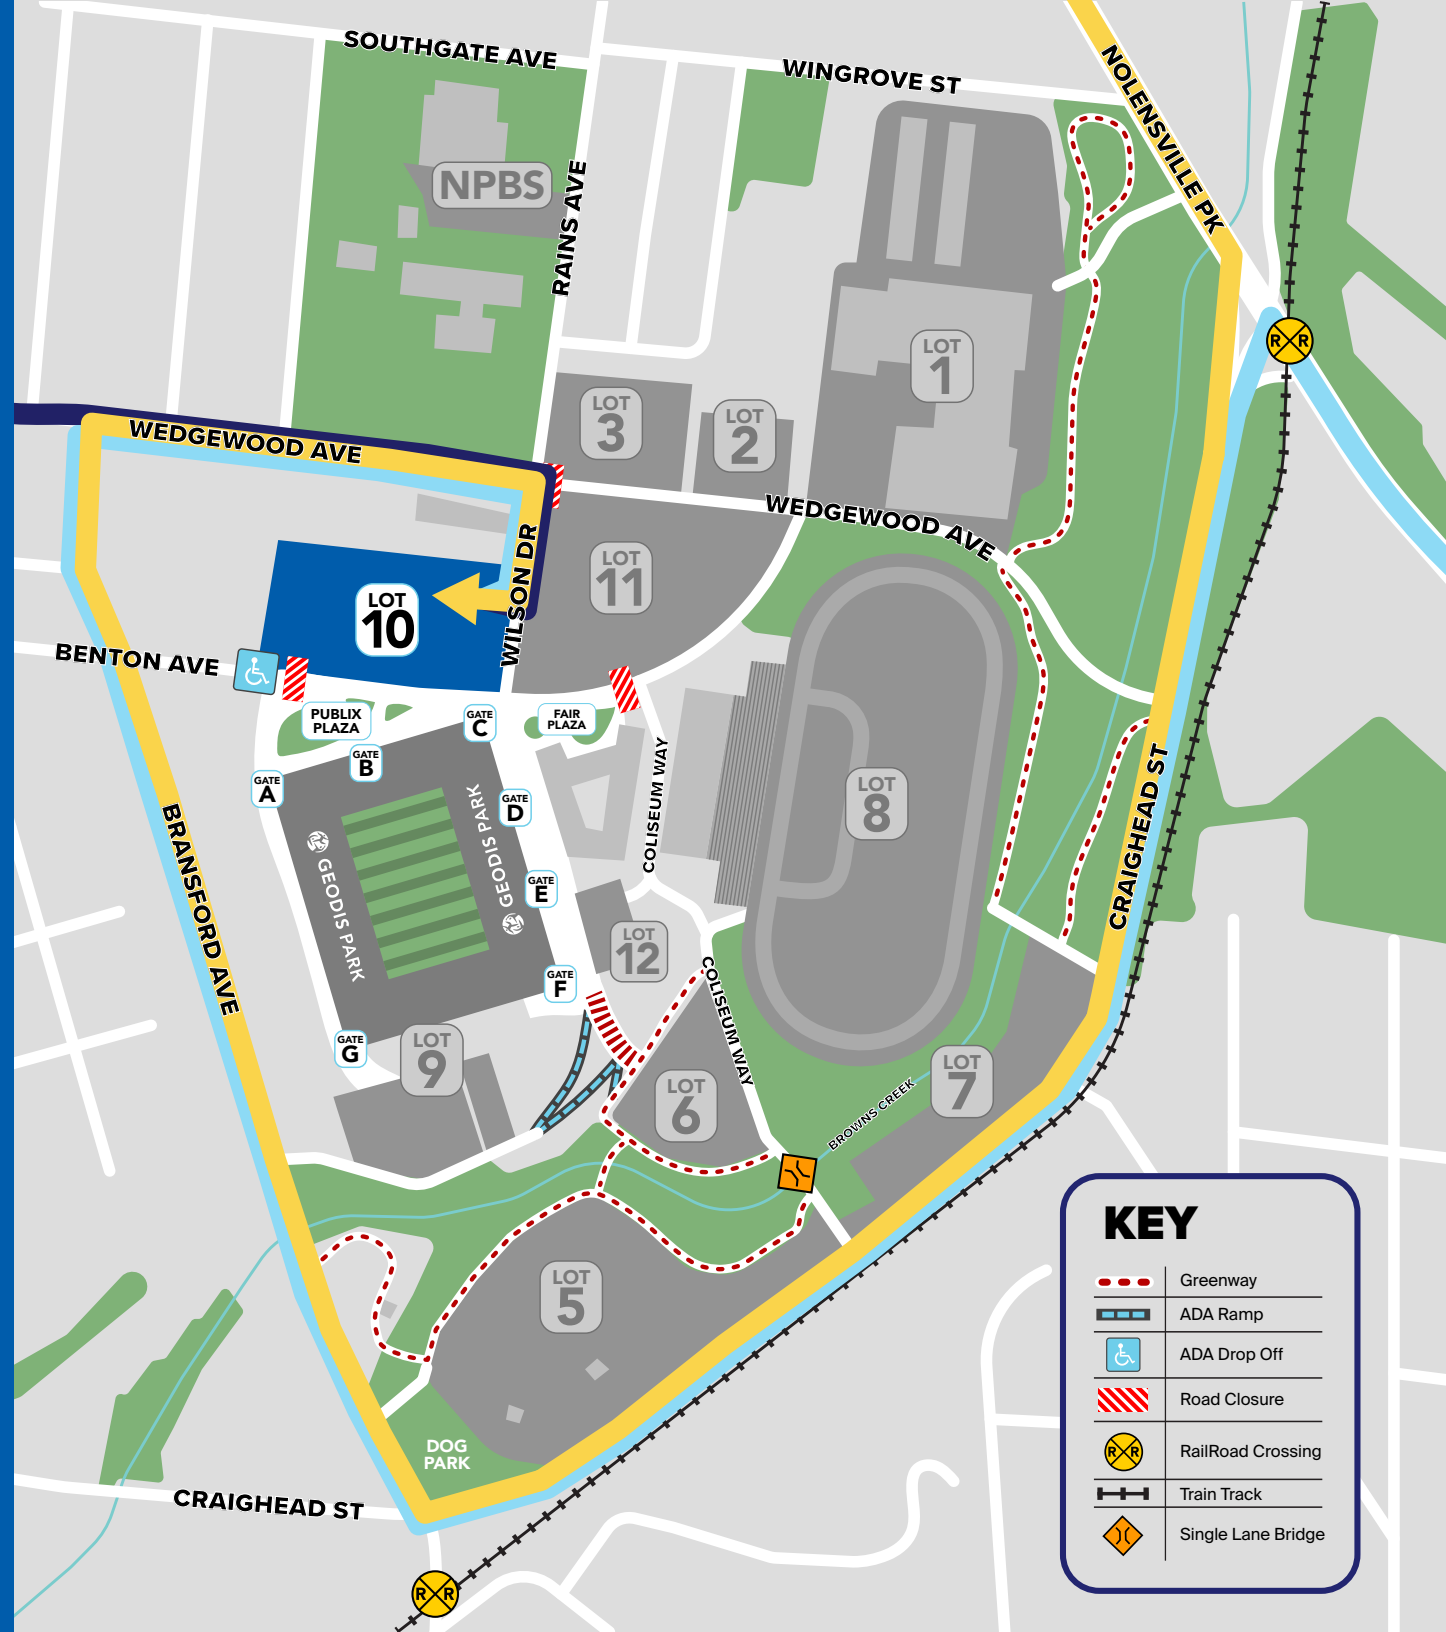 SOUTHGATE AVE
WINGROVE ST
NOLENSVILLE PK
NPBS
RAINS AVE
LOT
1
LOT
3
LOT
2
WEDGEWOOD AVE
WEDGEWOOD AVE
WILSON DR
LOT
11
LOT
10
BENTON AVE
PUBLIX
PLAZA
GATE
C
FAIR
PLAZA
GATE
B
GATE
A
GATE
D
GEODIS PARK
GEODIS PARK
COLISEUM WAY
LOT
8
GATE
E
BRANSFORD AVE
CRAIGHEAD ST
LOT
12
GATE
F
COLISEUM WAY
GATE
G
LOT
9
LOT
6
LOT
7
BROWNS CREEK
LOT
5
DOG
PARK
CRAIGHEAD ST
R R
R R
KEY
Greenway
ADA Ramp
ADA Drop Off
Road Closure
R R
RailRoad Crossing
Train Track
Single Lane Bridge